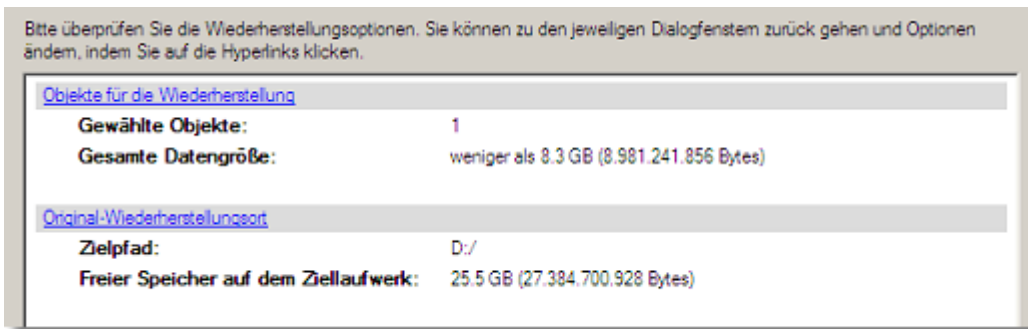 Bitte überprüfen Sie die Wiederherstellungsoptionen. Sie können zu den jeweiligen Dialogfenstern zurück gehen und Optionen
ändern, indem Sie auf die Hyperlinks klicken.
Objekte für die Wiederherstellung
Gewählte Objekte: 1
Gesamte Datengröße: weniger als 8.3 GB (8.981.241.856 Bytes)
Original-Wiederherstellungsort
Zielpfad: D:/
Freier Speicher auf dem Ziellaufwerk: 25.5 GB (27.384.700.928 Bytes)